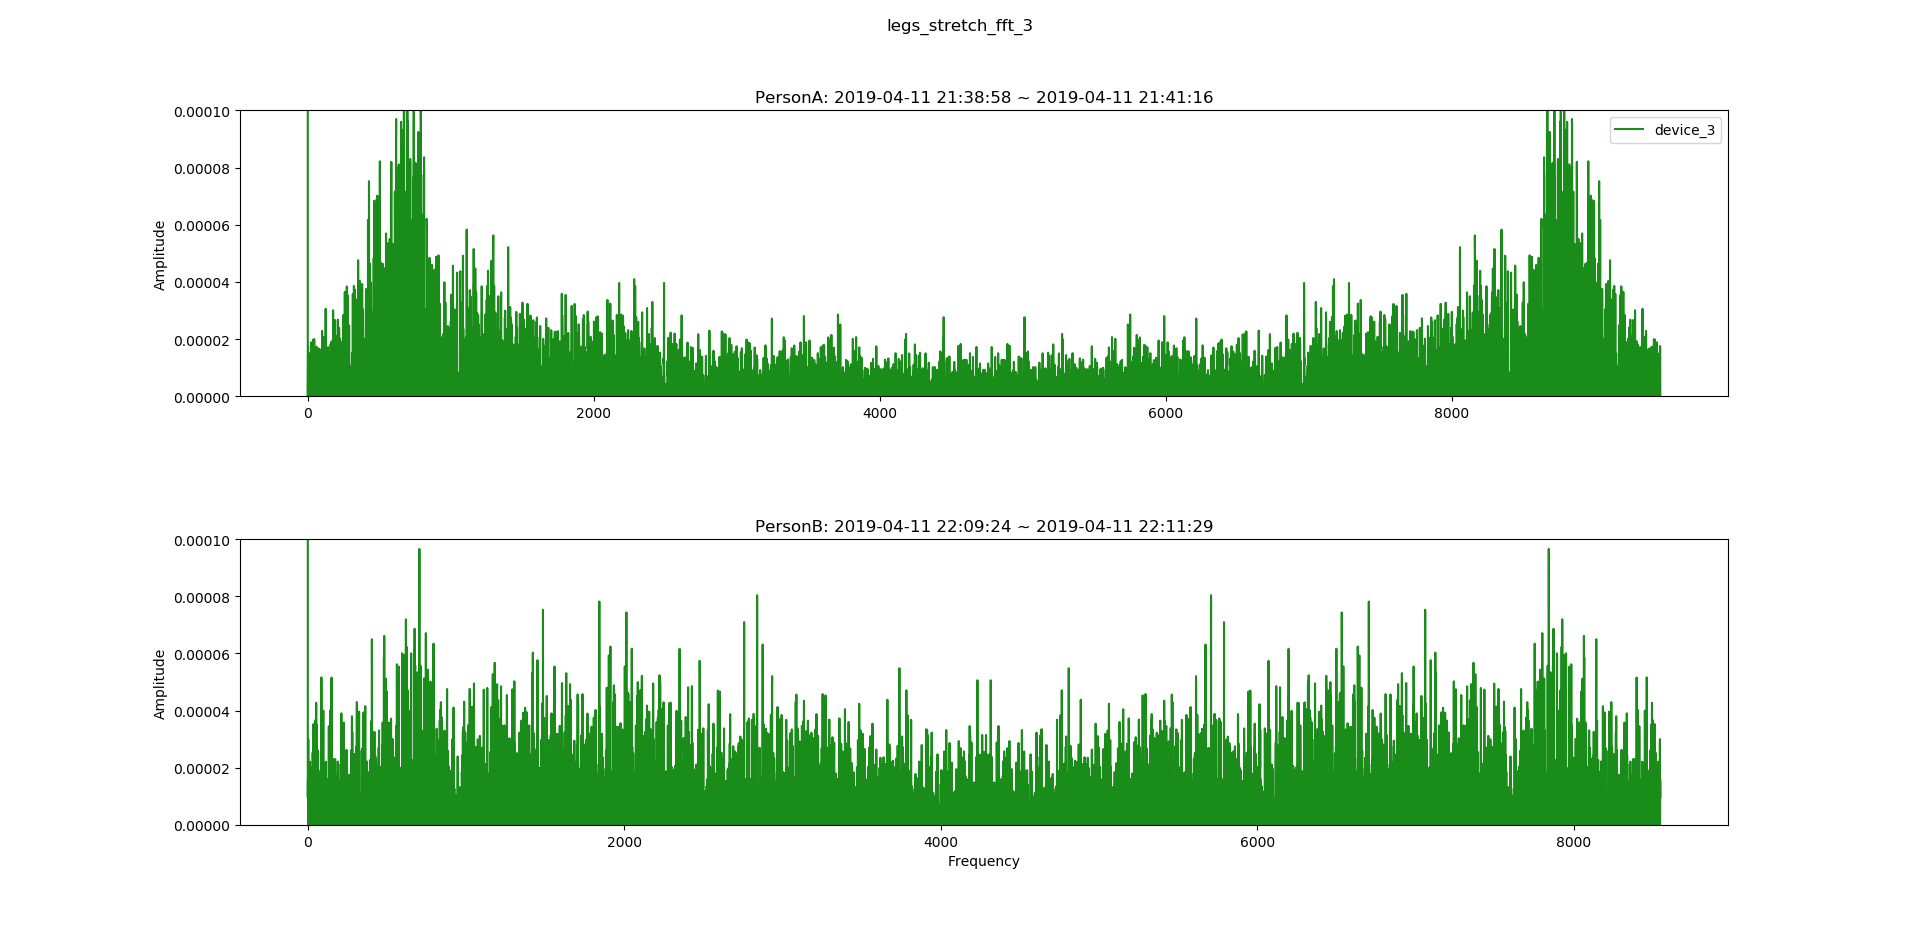 legs_stretch_fft_3
PersonA: 2019-04-11 21:38:58 ~ 2019-04-11 21:41:16
0.00010
0.00008
0.00006
0.00004
0.00002
0.00000
Amplitude
device_3
0 2000 4000 6000 8000
PersonB: 2019-04-11 22:09:24 ~ 2019-04-11 22:11:29
0.00010
0.00008
0.00006
0.00004
0.00002
0.00000
Amplitude
0 2000 4000 6000 8000
Frequency